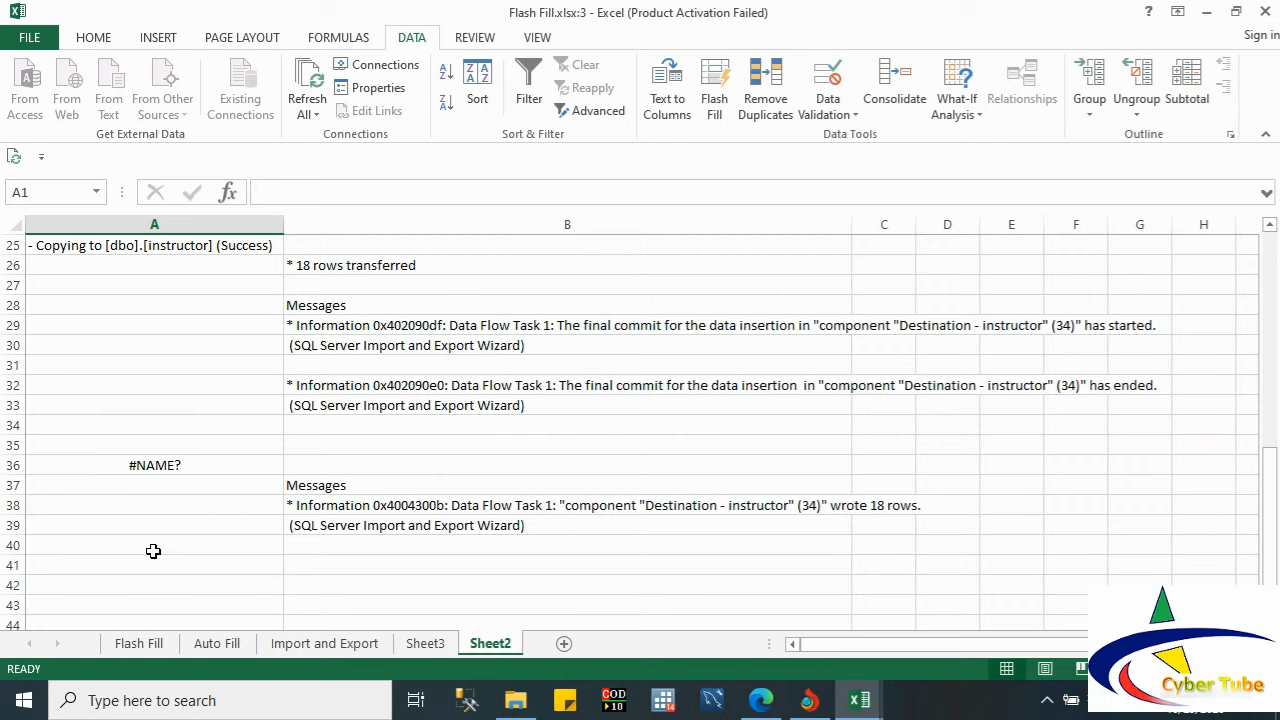 Flash Fill.xlsx:3 - Excel (Product Activation Failed)
?
FILE HOME INSERT PAGE LAYOUT FORMULAS DATA REVIEW VIEW
Sign in
From Access
From Web
From Text
From Other Sources
Existing Connections
Get External Data
Refresh All
Connections
Properties
Edit Links
Connections
Sort
Filter
Clear
Reapply
Advanced
Sort & Filter
Text to Columns
Flash Fill
Remove Duplicates
Data Validation
Consolidate
What-If Analysis
Relationships
Data Tools
Group
Ungroup
Subtotal
Outline
A1
fx
A B C D E F G H
25 - Copying to [dbo].[instructor] (Success)
26 * 18 rows transferred
27
28 Messages
29 * Information 0x402090df: Data Flow Task 1: The final commit for the data insertion in "component "Destination - instructor" (34)" has started.
30 (SQL Server Import and Export Wizard)
31
32 * Information 0x402090e0: Data Flow Task 1: The final commit for the data insertion  in "component "Destination - instructor" (34)" has ended.
33 (SQL Server Import and Export Wizard)
34
35
36 #NAME?
37 Messages
38 * Information 0x4004300b: Data Flow Task 1: "component "Destination - instructor" (34)" wrote 18 rows.
39 (SQL Server Import and Export Wizard)
40
41
42
43
44
Flash Fill Auto Fill Import and Export Sheet3 Sheet2
READY
Type here to search
COD
10
Cyber Tube